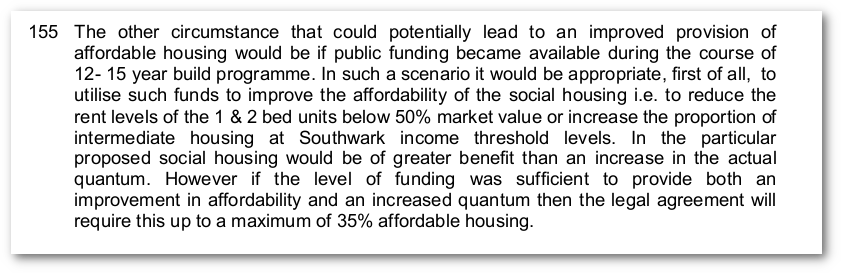 155 The other circumstance that could potentially lead to an improved provision of
affordable housing would be if public funding became available during the course of
12- 15 year build programme. In such a scenario it would be appropriate, first of all, to
utilise such funds to improve the affordability of the social housing i.e. to reduce the
rent levels of the 1 & 2 bed units below 50% market value or increase the proportion of
intermediate housing at Southwark income threshold levels. In the particular
proposed social housing would be of greater benefit than an increase in the actual
quantum. However if the level of funding was sufficient to provide both an
improvement in affordability and an increased quantum then the legal agreement will
require this up to a maximum of 35% affordable housing.